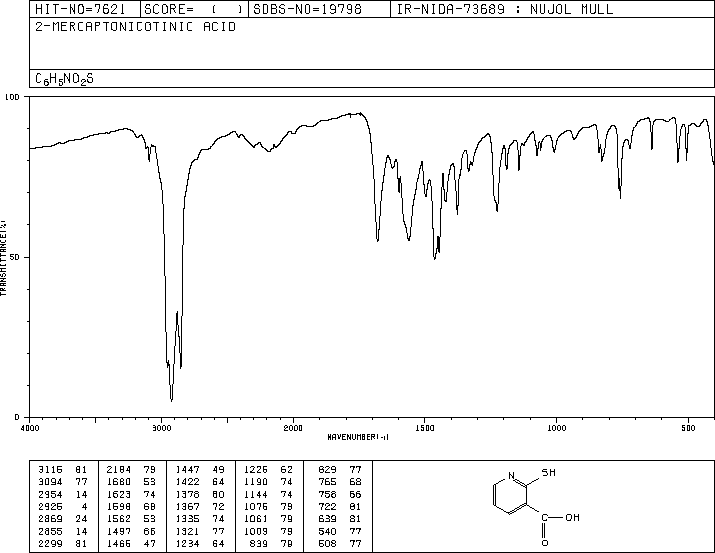 HIT-NO=7621 |SCORE= ( )|SDBS-NO=19798 |IR-NIDA-73689 : NUJOL MULL
2-MERCAPTONICOTINIC ACID
C6H5NO2S
100
50
0
TRANSMITTANCE(%)
4000 3000 2000 1500 1000 500
WAVENUMBER(-1)
3115 81 2184 79 1447 49 1226 62 829 77
3094 77 1680 53 1422 64 1190 74 765 68
2954 14 1623 74 1378 60 1144 74 758 66
2925 4 1598 68 1367 72 1076 79 722 81
2869 24 1562 53 1335 74 1061 79 639 81
2855 14 1497 66 1321 77 1009 79 540 77
2299 81 1466 47 1234 64 839 79 508 77
N SH
C OH
O